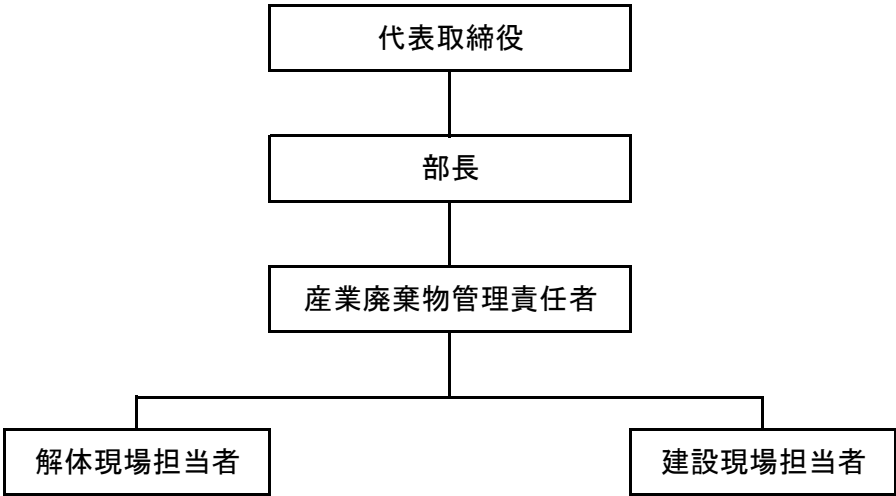 代表取締役
部長
産業廃棄物管理責任者
解体現場担当者
建設現場担当者